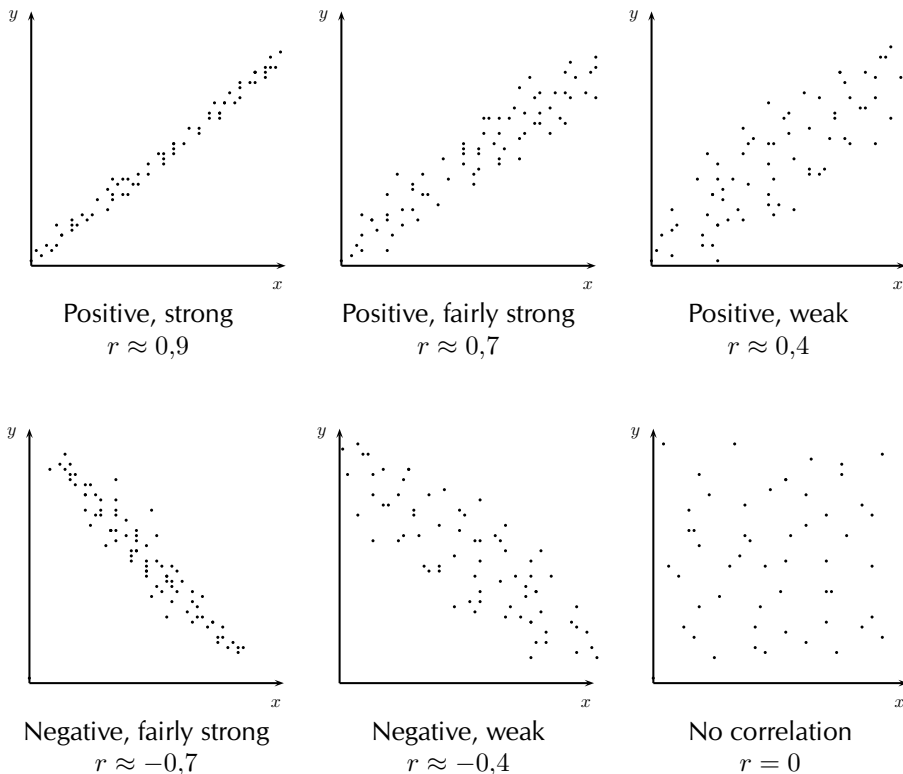 y y y
x x x
Positive, strong Positive, fairly strong Positive, weak
r ≈ 0,9 r ≈ 0,7 r ≈ 0,4
y y y
x x x
Negative, fairly strong Negative, weak No correlation
r ≈ −0,7 r ≈ −0,4 r = 0